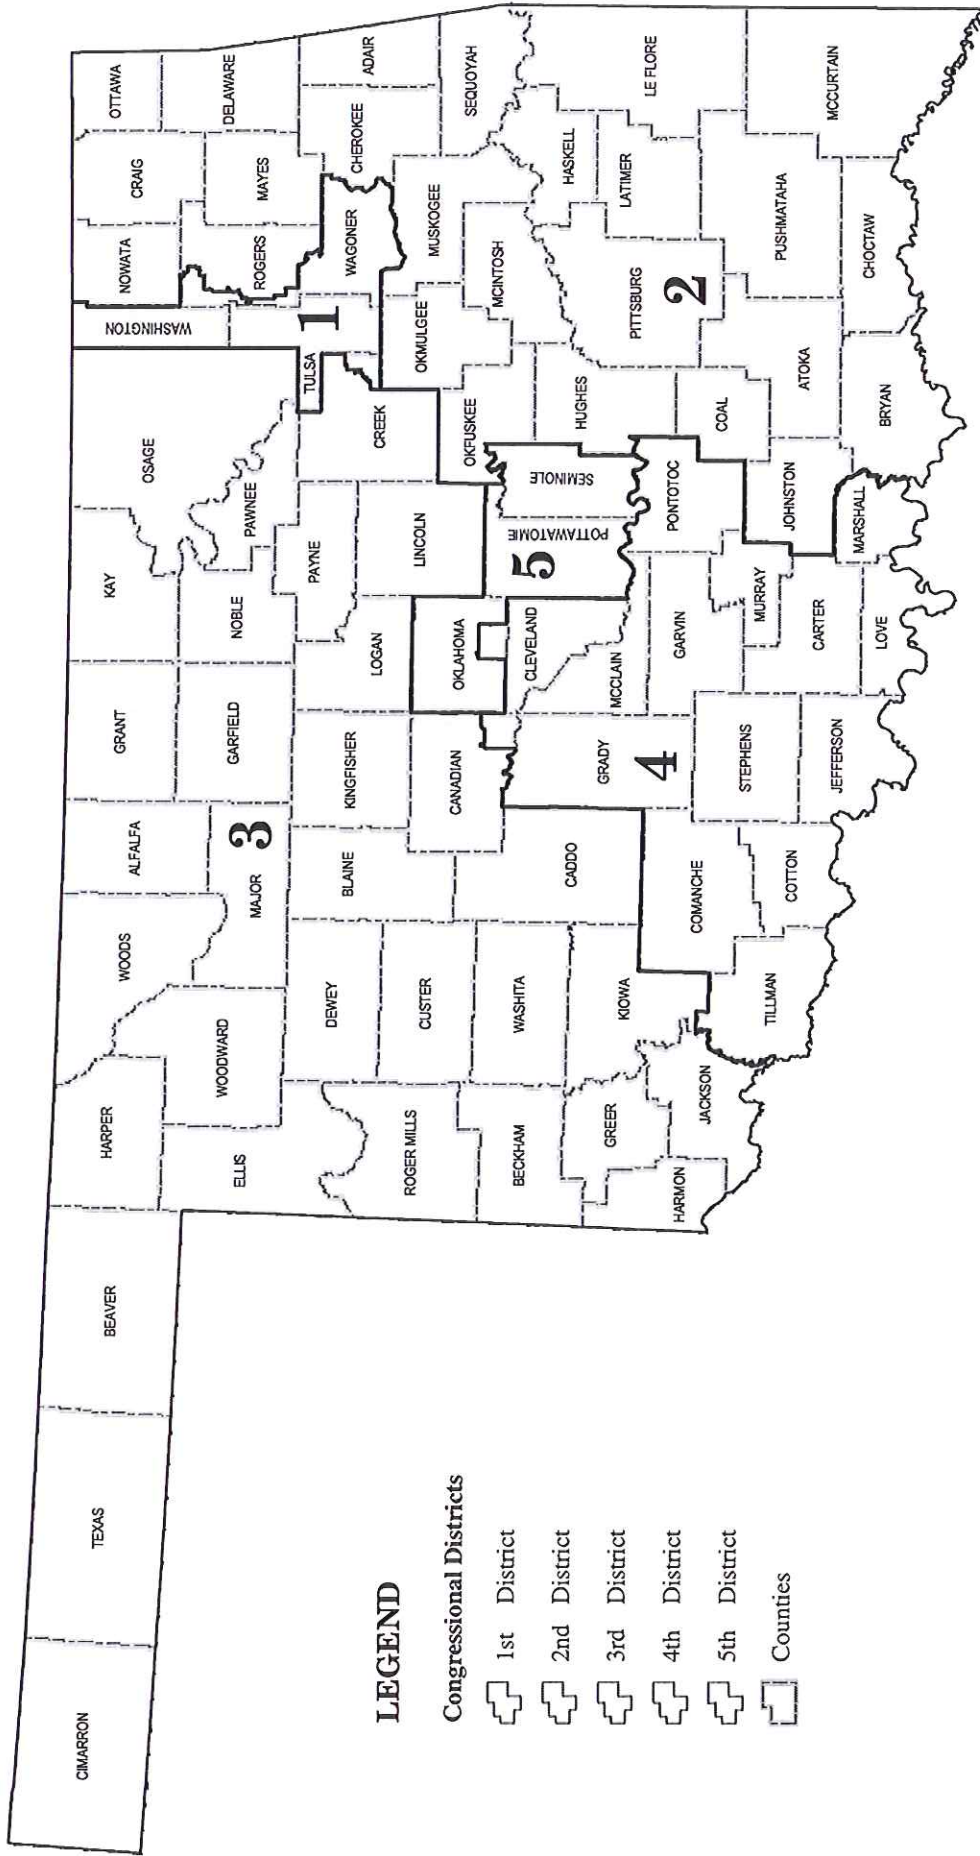 CIMARRON
TEXAS
BEAVER
HARPER
WOODS
ALFALFA
GRANT
KAY
OSAGE
WASHINGTON
NOWATA
CRAIG
OTTAWA
ELLIS
WOODWARD
MAJOR
3
GARFIELD
NOBLE
PAWNEE
ROGERS
MAYES
DELAWARE
ROGER MILLS
DEWEY
BLAINE
KINGFISHER
LOGAN
PAYNE
CREEK
TULSA
1
WAGONER
CHEROKEE
ADAIR
BECKHAM
CUSTER
CANADIAN
OKLAHOMA
LINCOLN
OKFUSKEE
OKMULGEE
MUSKOGEE
SEQUOYAH
WASHITA
CADDO
GRADY
4
CLEVELAND
MCCLAIN
5
POTTAWATOMIE
SEMINOLE
HUGHES
MCINTOSH
HASKELL
GREER
KIOWA
HARMON
JACKSON
COMANCHE
STEPHENS
GARVIN
PONTOTOC
PITTSBURG
2
LATIMER
LE FLORE
TILLMAN
COTTON
JEFFERSON
MURRAY
CARTER
LOVE
JOHNSTON
MARSHALL
COAL
ATOKA
BRYAN
PUSHMATAHA
CHOCTAW
MCCURTAIN
LEGEND
Congressional Districts
1st District
2nd District
3rd District
4th District
5th District
Counties